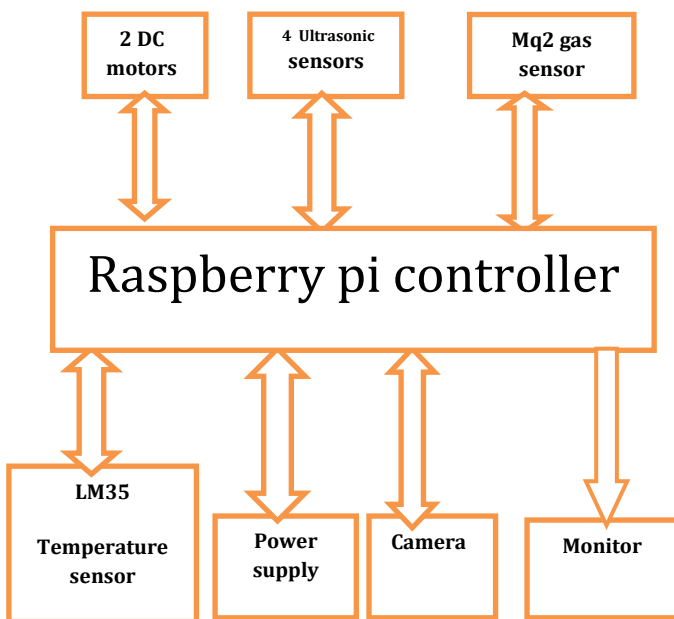 2 DC
motors
4 Ultrasonic
sensors
Mq2 gas
sensor
Raspberry pi controller
LM35
Temperature
sensor
Power
supply
Camera
Monitor